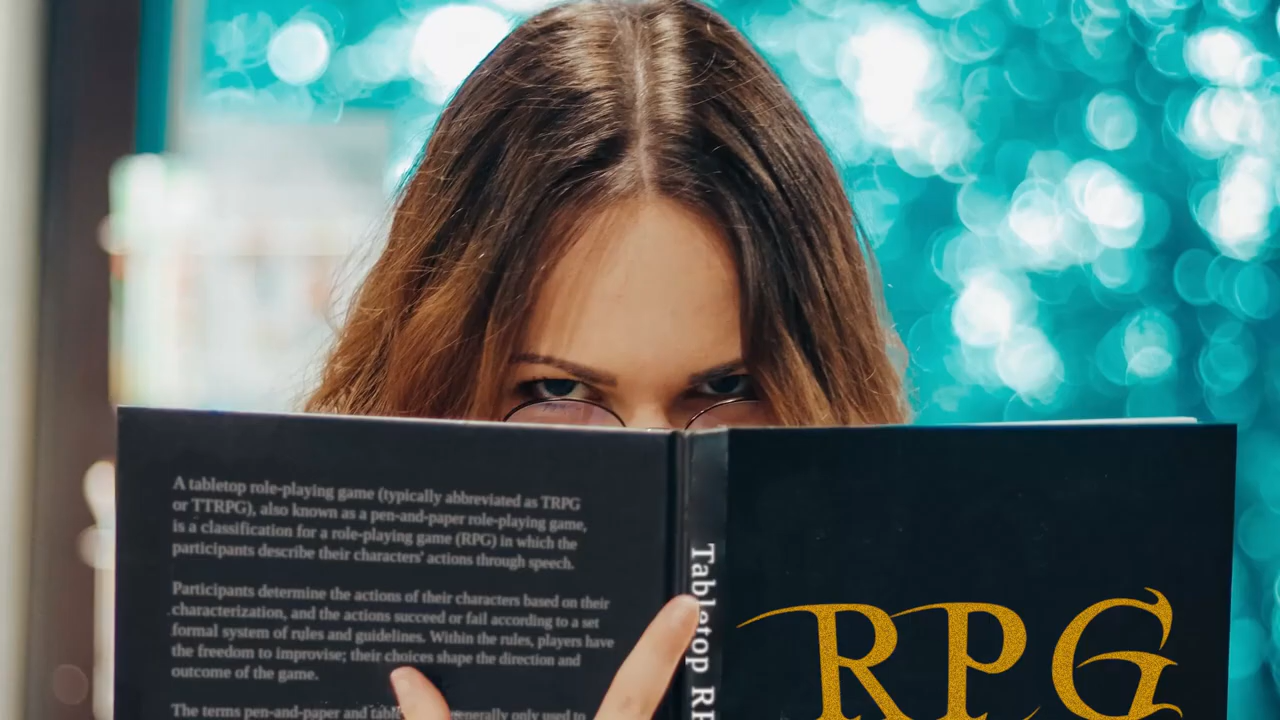 A tabletop role-playing game (typically abbreviated as TRPG
or TTRPG), also known as a pen-and-paper role-playing game,
is a classification for a role-playing game (RPG) in which the
participants describe their characters' actions through speech.
Participants determine the actions of their characters based on their
characterization, and the actions succeed or fail according to a set
formal system of rules and guidelines. Within the rules, players have
the freedom to improvise; their choices shape the direction and
outcome of the game.
The terms pen-and-paper and generally only used to
Tabletop
RPG